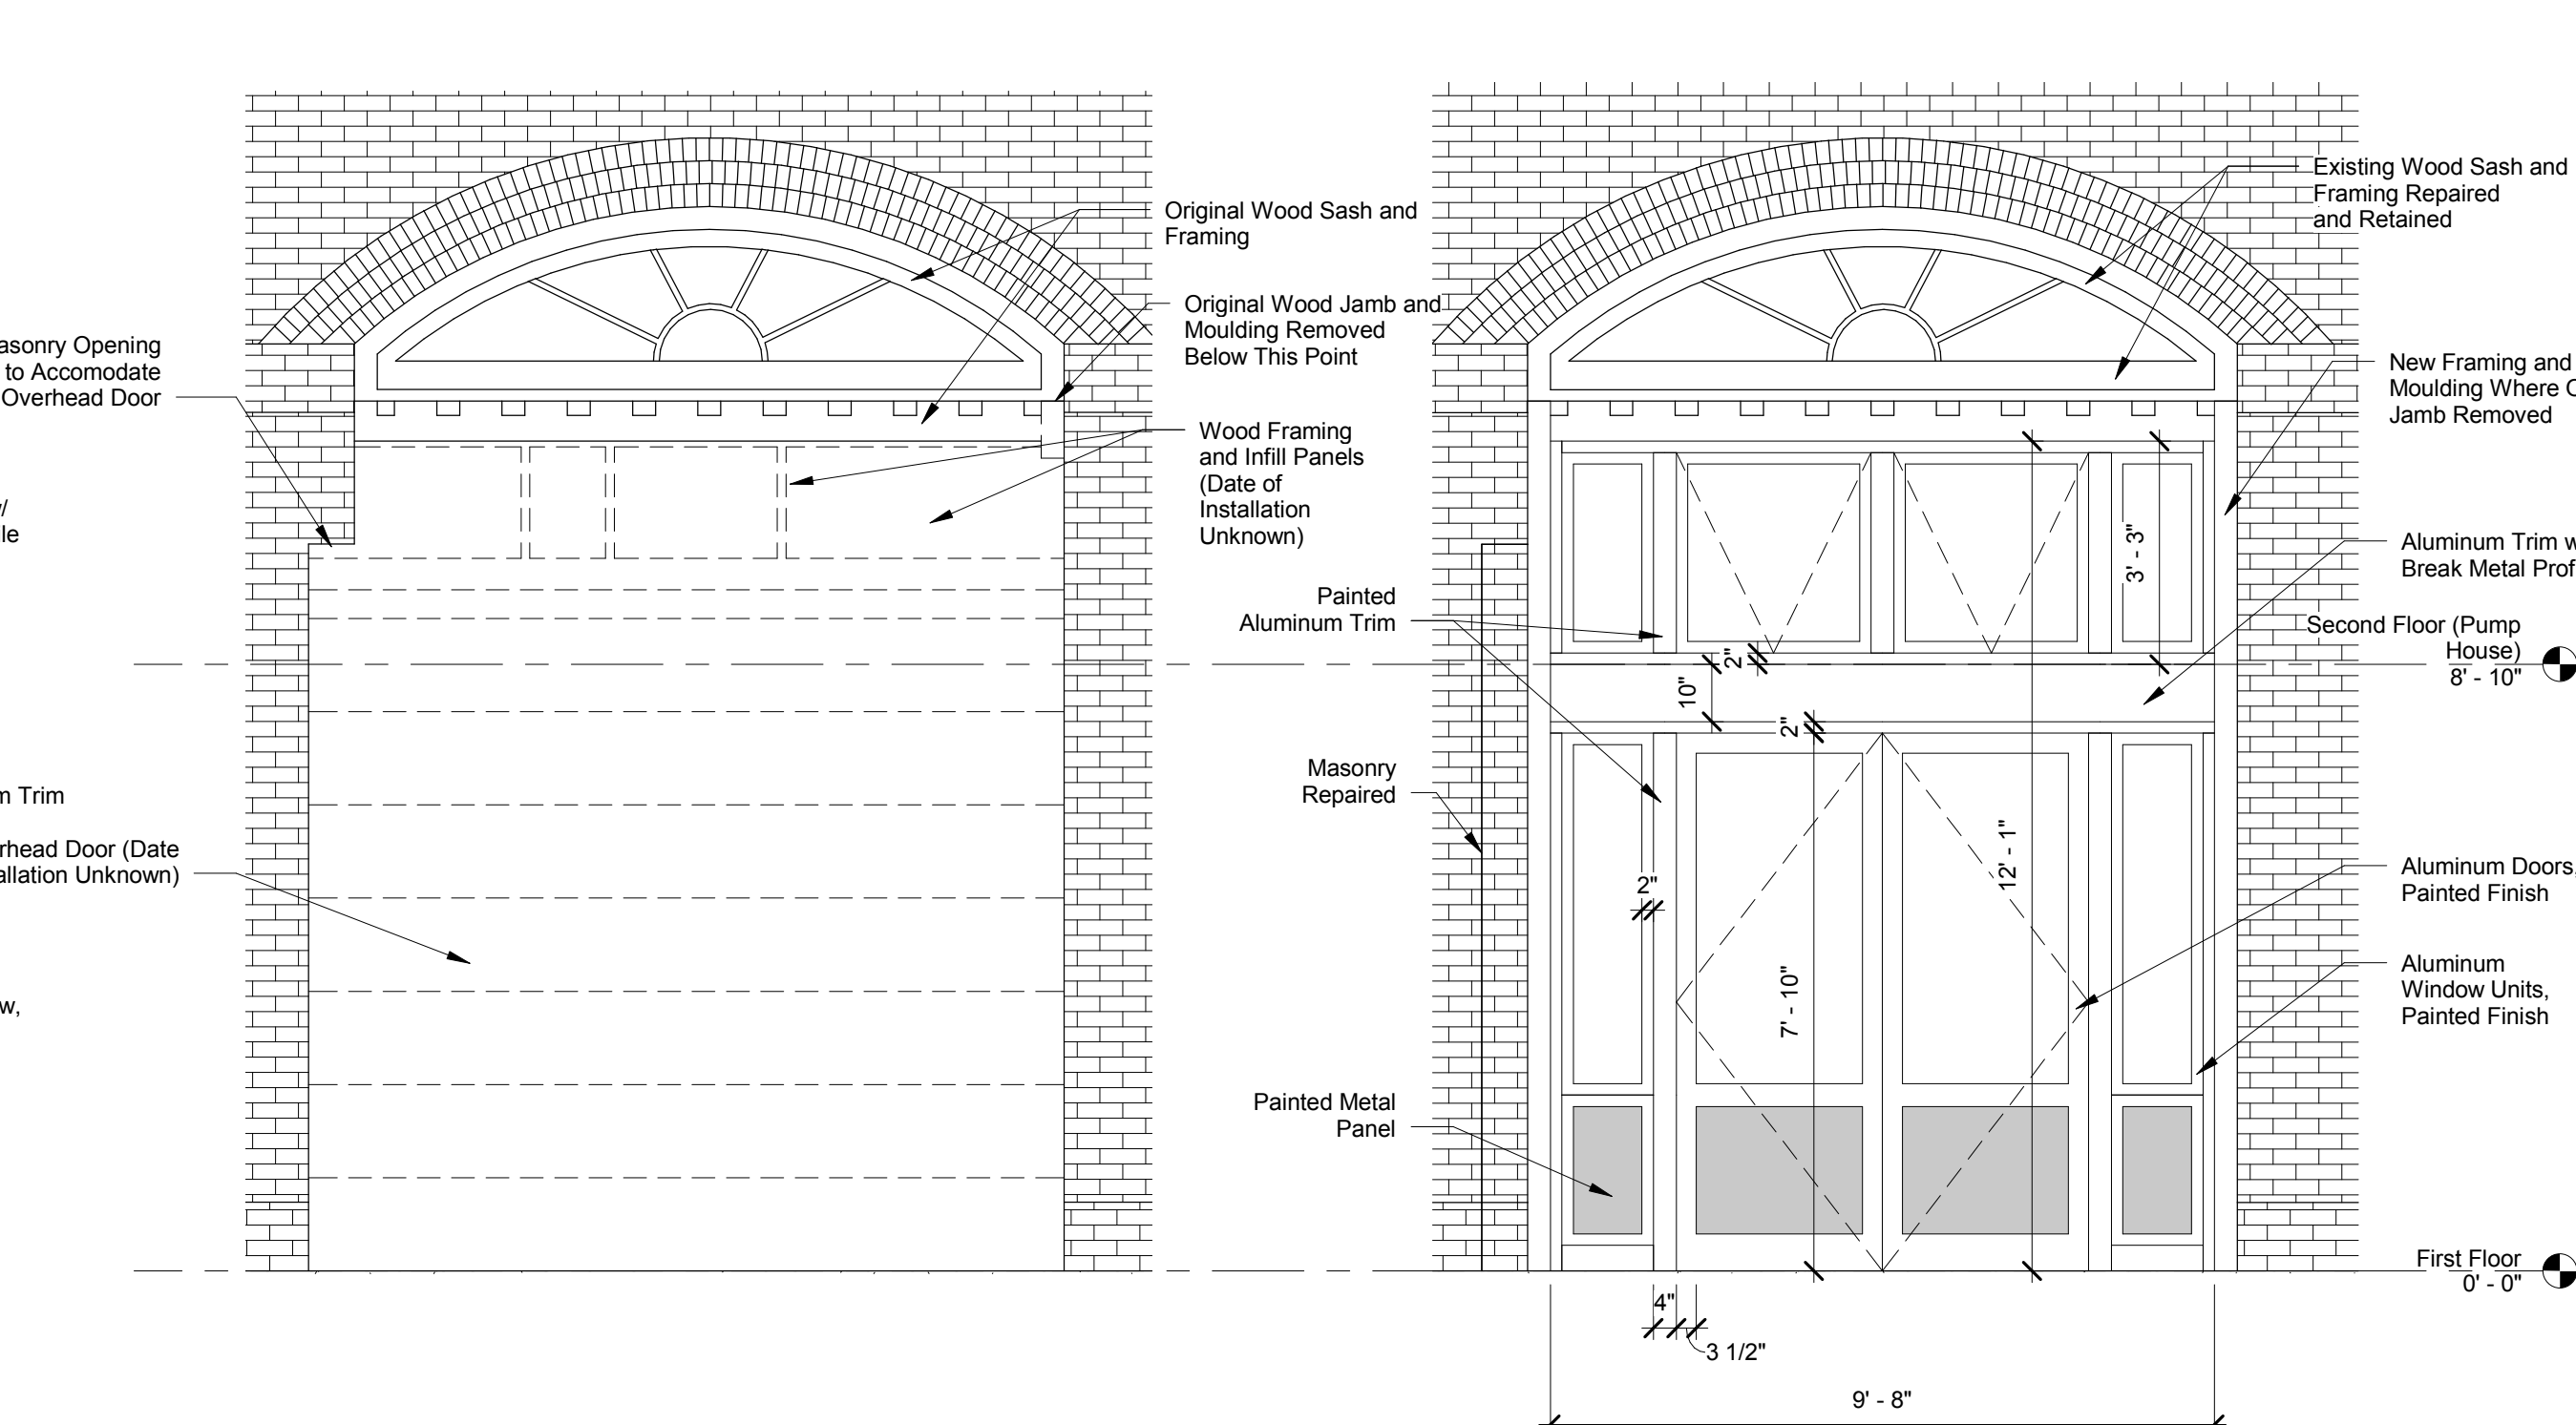 asonry Opening
to Accomodate
Overhead Door
/
le
m Trim
rhead Door (Date
allation Unknown)
w,
Original Wood Sash and
Framing
Original Wood Jamb and
Moulding Removed
Below This Point
Wood Framing
and Infill Panels
(Date of
Installation
Unknown)
Painted
Aluminum Trim
Masonry
Repaired
Painted Metal
Panel
Existing Wood Sash and
Framing Repaired
and Retained
New Framing and
Moulding Where O
Jamb Removed
Aluminum Trim w
Break Metal Prof
Second Floor (Pump
House)
8' - 10"
Aluminum Doors,
Painted Finish
Aluminum
Window Units,
Painted Finish
First Floor
0' - 0"
3' - 3"
2"
10"
2"
12' - 1"
2"
7' - 10"
4"
3 1/2"
9' - 8"